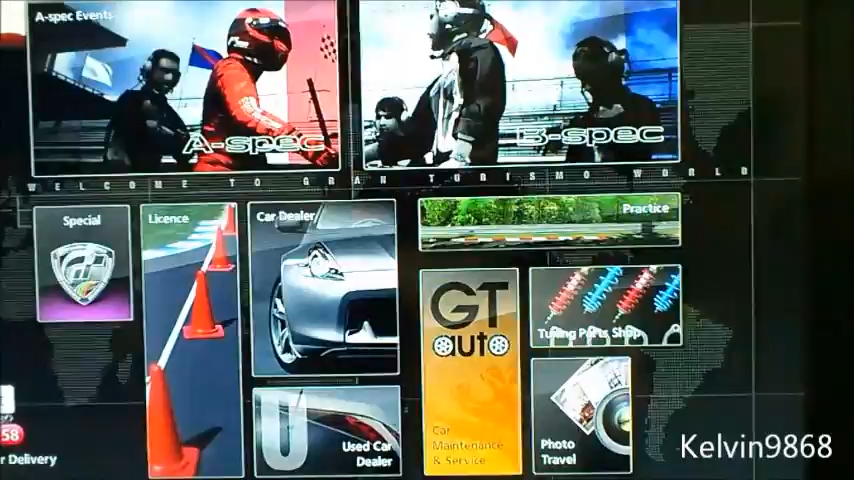 A-spec Events
A-spec
B-spec
WELCOME TO GRAN TURISMO WORLD
Special
Licence
Car Dealer
Practice
GT
auto
Tuning Parts Shop
Car
Maintenance
& Service
U
Used Car
Dealer
Photo
Travel
58
r Delivery
Kelvin9868